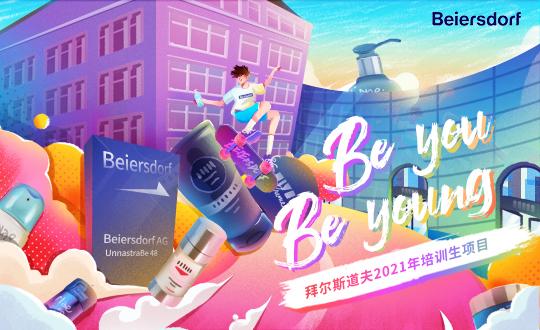 Beiersdorf
Be you
Be young
拜尔斯道夫2021年培训生项目
Beiersdorf
Beiersdorf AG
Unnastraße 48